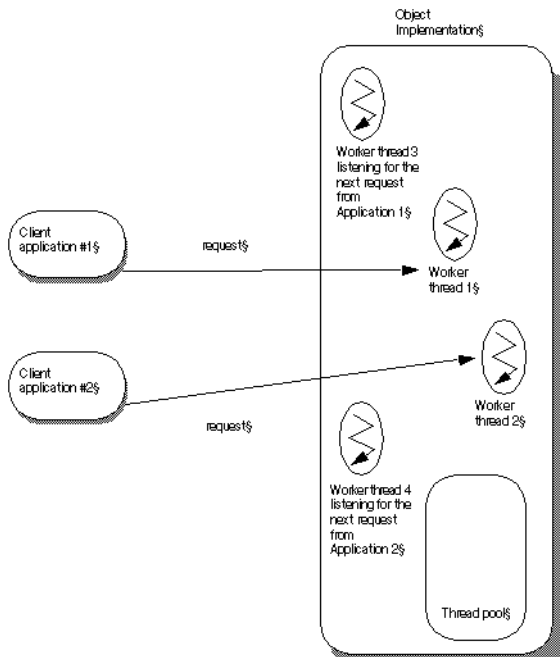 Object
Implementation§
Worker thread 3
listening for the
next request
from
Application 1§
Client
application #1§
request§
Worker
thread 1§
Client
application #2§
request§
Worker
thread 2§
Worker thread 4
listening for the
next request
from
Application 2§
Thread pool§